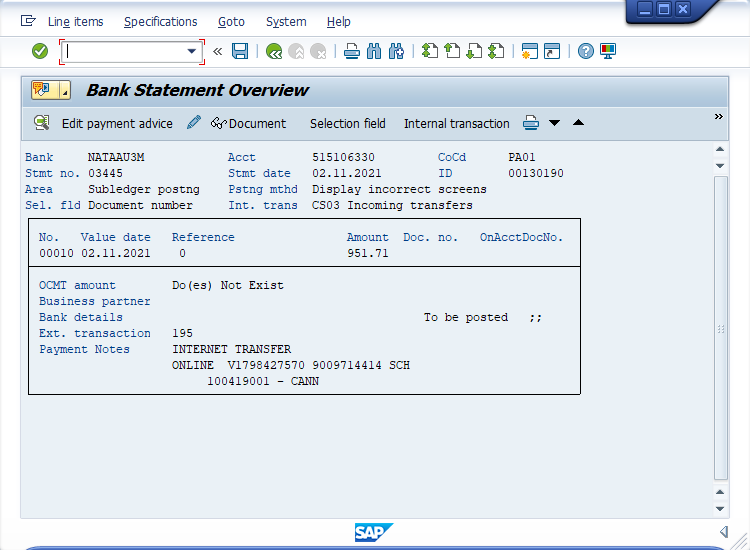 Line items Specifications Goto System Help
«
Bank Statement Overview
Edit payment advice Document Selection field Internal transaction »
Bank NATAAU3M Acct 515106330 CoCd PA01
Stmt no. 03445 Stmt date 02.11.2021 ID 00130190
Area Subledger postng Pstng mthd Display incorrect screens
Sel. fld Document number Int. trans CS03 Incoming transfers
No. Value date Reference Amount Doc. no. OnAcctDocNo.
00010 02.11.2021 0 951.71
OCMT amount Do(es) Not Exist
Business partner
Bank details To be posted ;;
Ext. transaction 195
Payment Notes INTERNET TRANSFER
ONLINE V1798427570 9009714414 SCH
100419001 - CANN
SAP